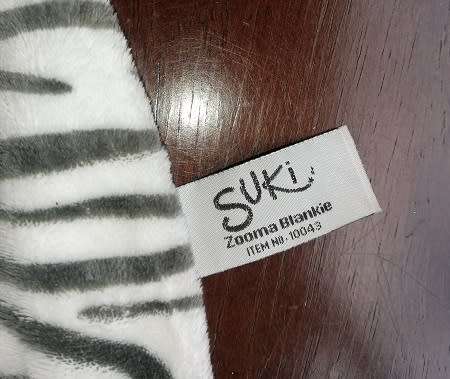 SUKi
Zooma Blankie
ITEM NO. 10043